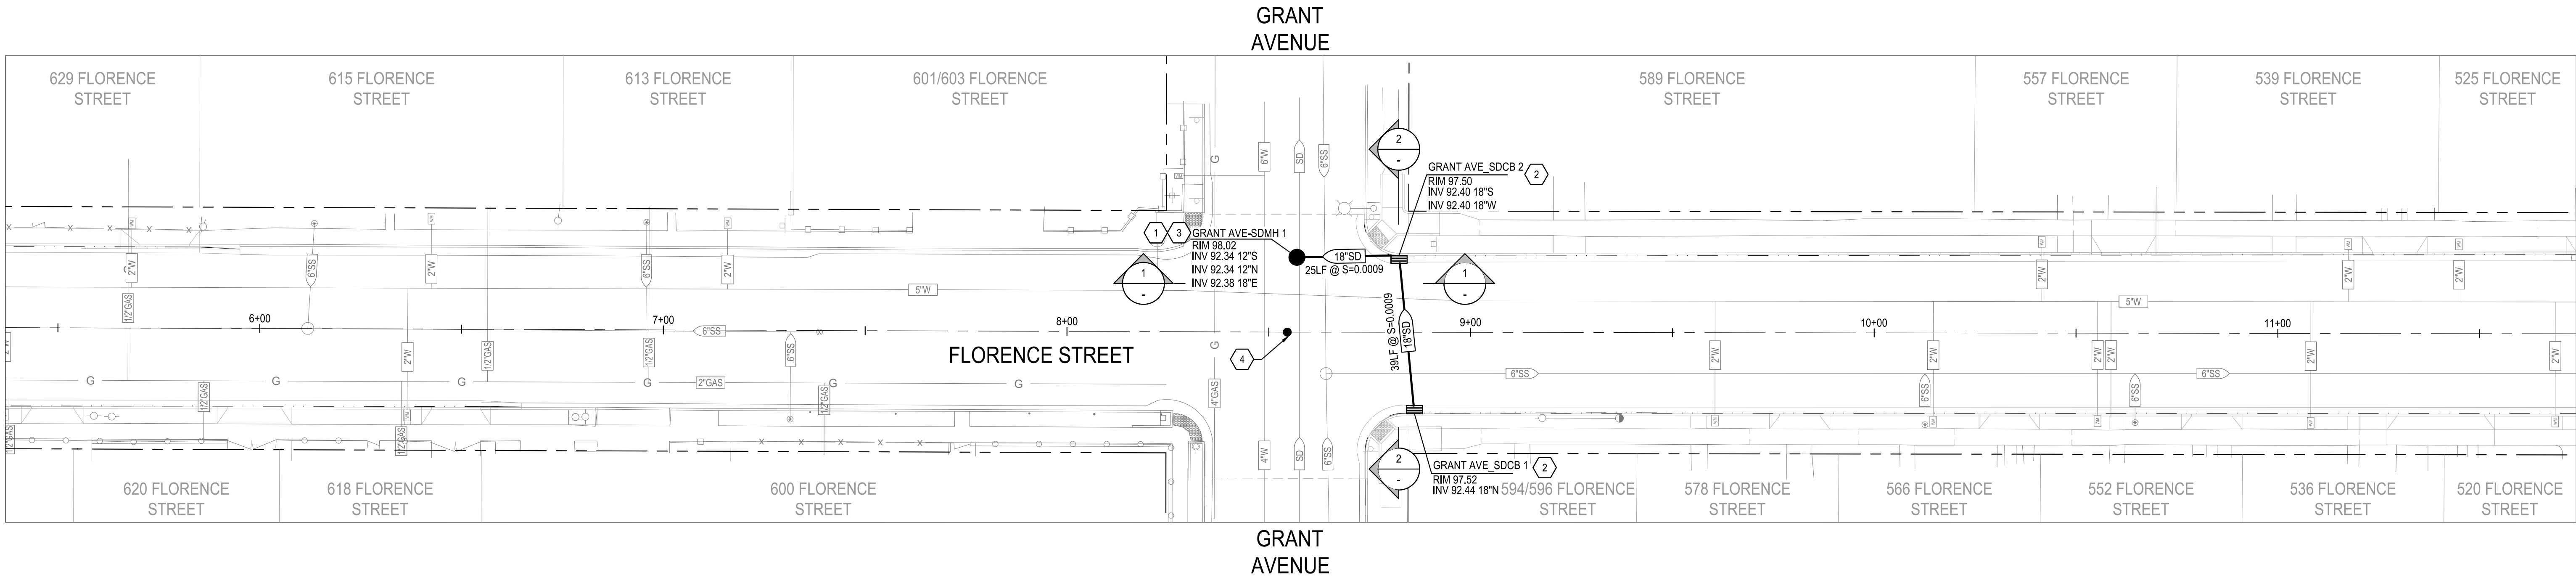 GRANT
AVENUE
629 FLORENCE
STREET
615 FLORENCE
STREET
613 FLORENCE
STREET
601/603 FLORENCE
STREET
589 FLORENCE
STREET
557 FLORENCE
STREET
539 FLORENCE
STREET
525 FLORENCE
STREET
G
6"W
SD
6"SS
2
-
GRANT AVE_SDCB 2
2
RIM 97.50
INV 92.40 18"S
INV 92.40 18"W
1
3
GRANT AVE-SDMH 1
RIM 98.02
INV 92.34 12"S
INV 92.34 12"N
INV 92.38 18"E
1
-
18"SD
25LF @ S=0.0009
1
-
X
X
X
X
X
2"W
6"SS
2"W
6"SS
2"W
2"W
2"W
2"W
1/2"GAS
5"W
5"W
6+00
7+00
8+00
9+00
10+00
11+00
6"SS
39LF @ S=0.0009
18"SD
2"W
1/2"GAS
1/2"GAS
6"SS
G
FLORENCE STREET
4
2"W
2"W
2"W
2"W
2"W
2"W
G
G
G
G
2"GAS
G
G
1/2"GAS
1/2"GAS
4"GAS
6"SS
6"SS
6"SS
6"SS
1/2"GAS
1/2"GAS
X
X
X
X
X
4"W
SD
6"SS
2
-
GRANT AVE_SDCB 1
2
RIM 97.52
INV 92.44 18"N
620 FLORENCE
STREET
618 FLORENCE
STREET
600 FLORENCE
STREET
594/596 FLORENCE
STREET
578 FLORENCE
STREET
566 FLORENCE
STREET
552 FLORENCE
STREET
536 FLORENCE
STREET
520 FLORENCE
STREET
GRANT
AVENUE